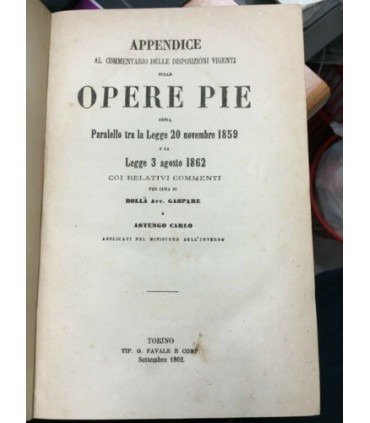 APPENDICE
AL COMMENTARIO DELLE DISPOSIZIONI VIGENTI
SULLE
OPERE PIE
OSSIA
Paralello tra la Legge 20 novembre 1859
E LA
Legge 3 agosto 1862
COI RELATIVI COMMENTI
PER CURA DI
BOLLA Avv. GASPARE
E
ASTENGO CARLO
APPLICATI NEL MINISTERO DELL'INTERNO
TORINO
TIP. G. FAVALE E COMP.
Settembre 1862.